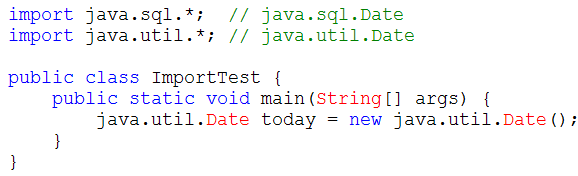 import java.sql.*;  // java.sql.Date
import java.util.*; // java.util.Date

public class ImportTest {
    public static void main(String[] args) {
        java.util.Date today = new java.util.Date();
    }
}